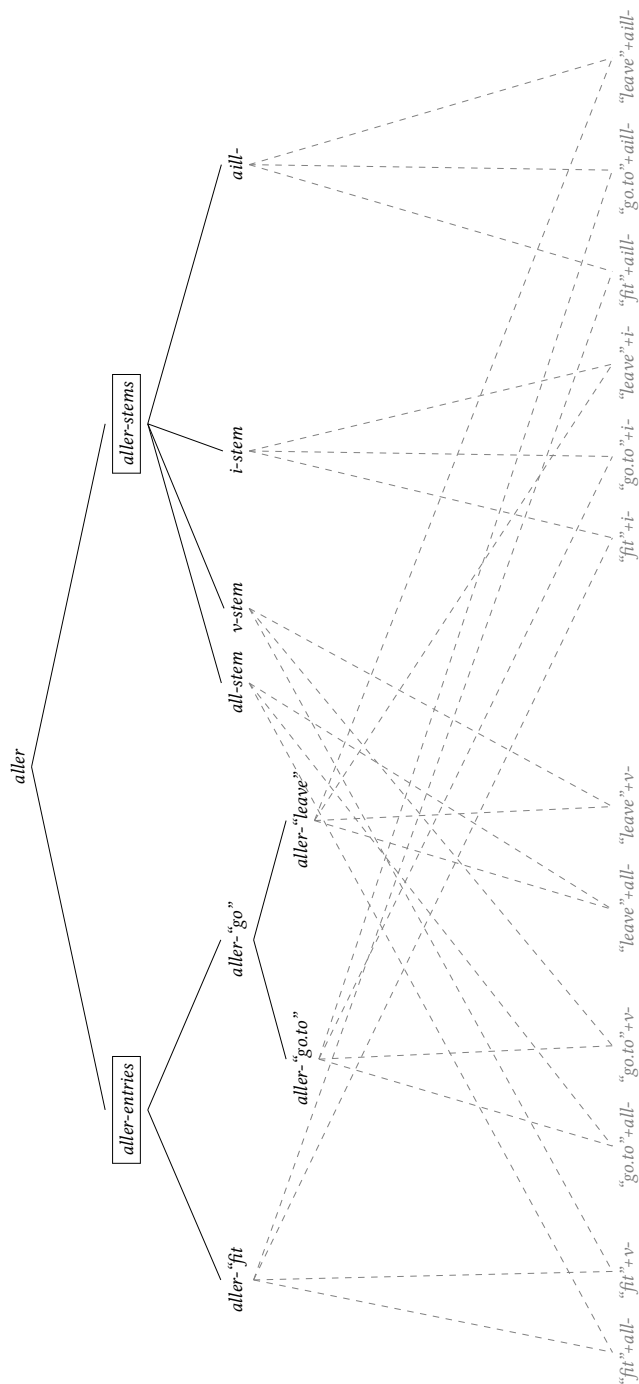 aller
aller-entries
aller-stems
aller-“fit
aller-“go”
all-stem
v-stem
i-stem
aill-
aller-“go.to”
aller-“leave”
“fit”+all-
“fit”+v-
“go.to”+all-
“go.to”+v-
“leave”+all-
“leave”+v-
“fit”+i-
“go.to”+i-
“leave”+i-
“fit”+aill-
“go.to”+aill-
“leave”+aill-